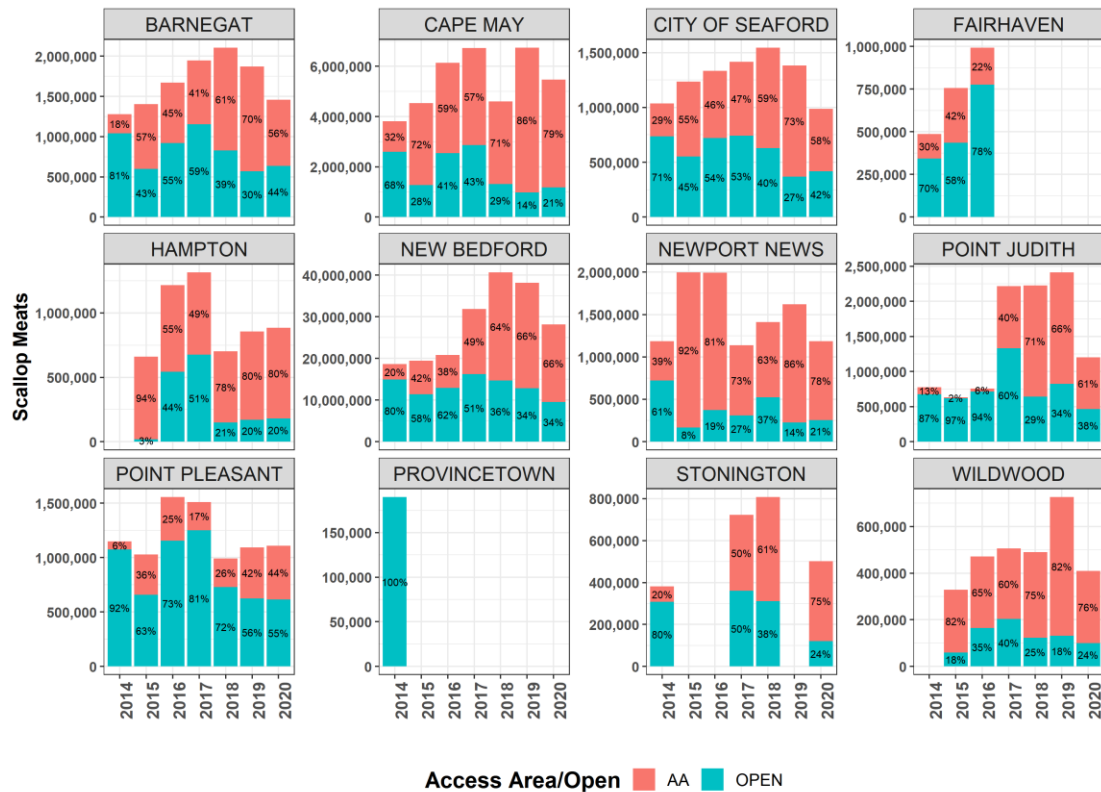 BARNEGAT CAPE MAY CITY OF SEAFORD FAIRHAVEN
2,000,000
1,500,000
1,000,000
500,000
0
18% 57% 45% 41% 61% 70% 56%
81% 43% 55% 59% 39% 30% 44%
6,000,000
4,000,000
2,000,000
0
32% 72% 59% 57% 71% 86% 79%
68% 28% 41% 43% 29% 14% 21%
1,500,000
1,000,000
500,000
0
29% 55% 46% 47% 59% 73% 58%
71% 45% 54% 53% 40% 27% 42%
1,000,000
750,000
500,000
250,000
0
30% 42% 22%
70% 58% 78%
HAMPTON NEW BEDFORD NEWPORT NEWS POINT JUDITH
1,000,000
500,000
0
94% 55% 49% 78% 80% 80%
3% 44% 51% 21% 20% 20%
40,000,000
30,000,000
20,000,000
10,000,000
0
20% 42% 38% 49% 64% 66% 66%
80% 58% 62% 51% 36% 34% 34%
2,000,000
1,500,000
1,000,000
500,000
0
39% 92% 81% 73% 63% 86% 78%
61% 8% 19% 27% 37% 14% 21%
2,500,000
2,000,000
1,500,000
1,000,000
500,000
0
13% 2% 6% 40% 71% 66% 61%
87% 97% 94% 60% 29% 34% 38%
POINT PLEASANT PROVINCETOWN STONINGTON WILDWOOD
1,500,000
1,000,000
500,000
0
6% 36% 25% 17% 26% 42% 44%
92% 63% 73% 81% 72% 56% 55%
150,000
100,000
50,000
0
100%
800,000
600,000
400,000
200,000
0
20% 50% 61% 75%
80% 50% 38% 24%
600,000
400,000
200,000
0
82% 65% 60% 75% 82% 76%
18% 35% 40% 25% 18% 24%
2014 2015 2016 2017 2018 2019 2020
2014 2015 2016 2017 2018 2019 2020
2014 2015 2016 2017 2018 2019 2020
2014 2015 2016 2017 2018 2019 2020
Scallop Meats
Access Area/Open AA OPEN